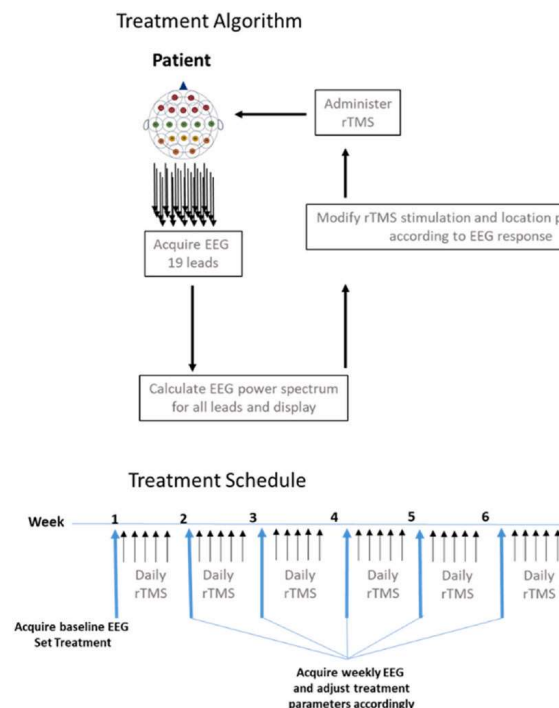 Treatment Algorithm
Patient
Administer
rTMS
Modify rTMS stimulation and location
according to EEG response
Acquire EEG
19 leads
Calculate EEG power spectrum
for all leads and display
Treatment Schedule
Week 1 2 3 4 5 6
Daily Daily Daily Daily Daily Daily
rTMS rTMS rTMS rTMS rTMS rTMS
Acquire baseline EEG
Set Treatment
Acquire weekly EEG
and adjust treatment
parameters accordingly